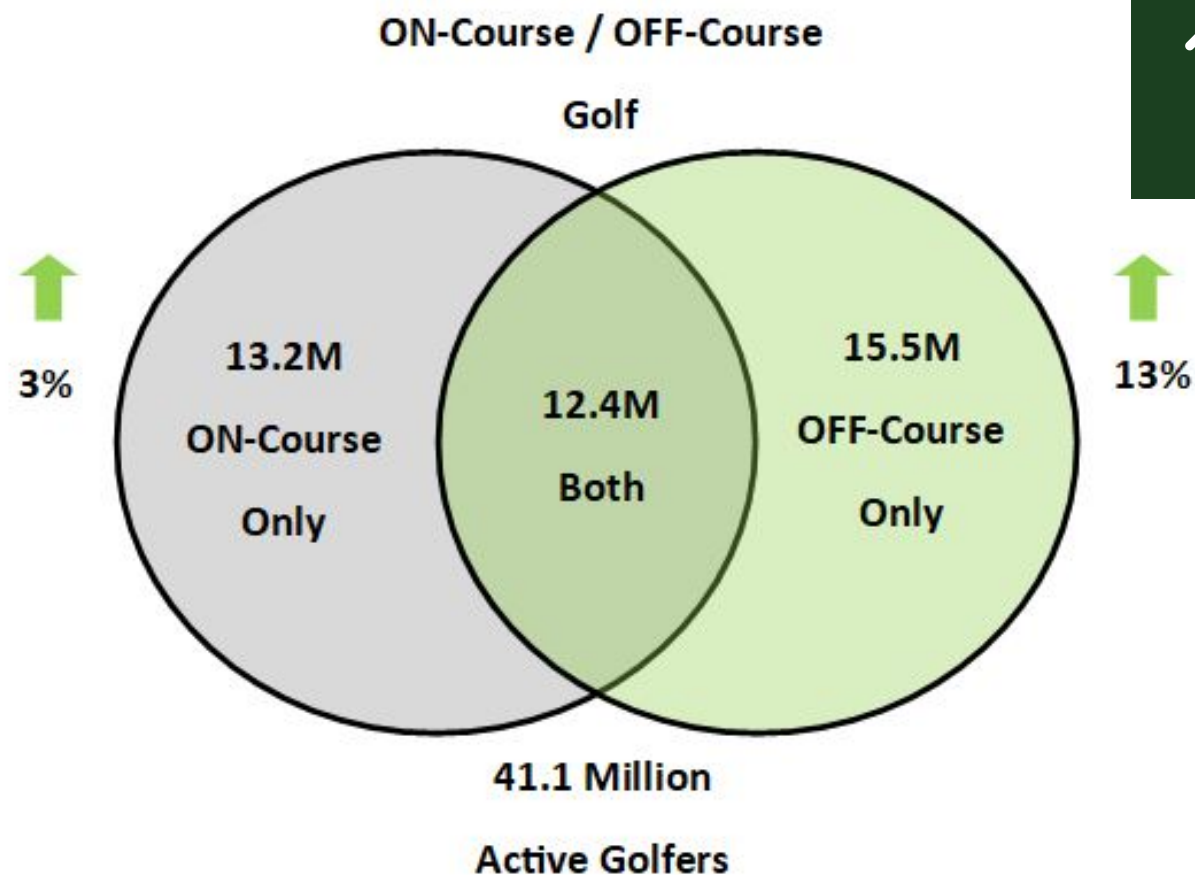 ON-Course / OFF-Course
Golf
3%
13.2M
ON-Course
Only
12.4M
Both
15.5M
OFF-Course
Only
13%
41.1 Million
Active Golfers